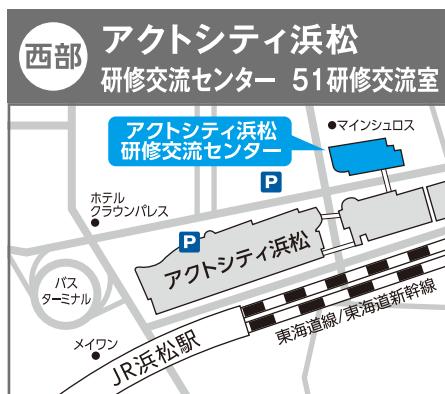 西部
アクトシティ浜松
研修交流センター 51研修交流室
アクトシティ浜松
研修交流センター
マインシュロス
P
ホテル
クラウンパレス
P
アクトシティ浜松
バス
ターミナル
メイワン
JR浜松駅
東海道線/東海道新幹線